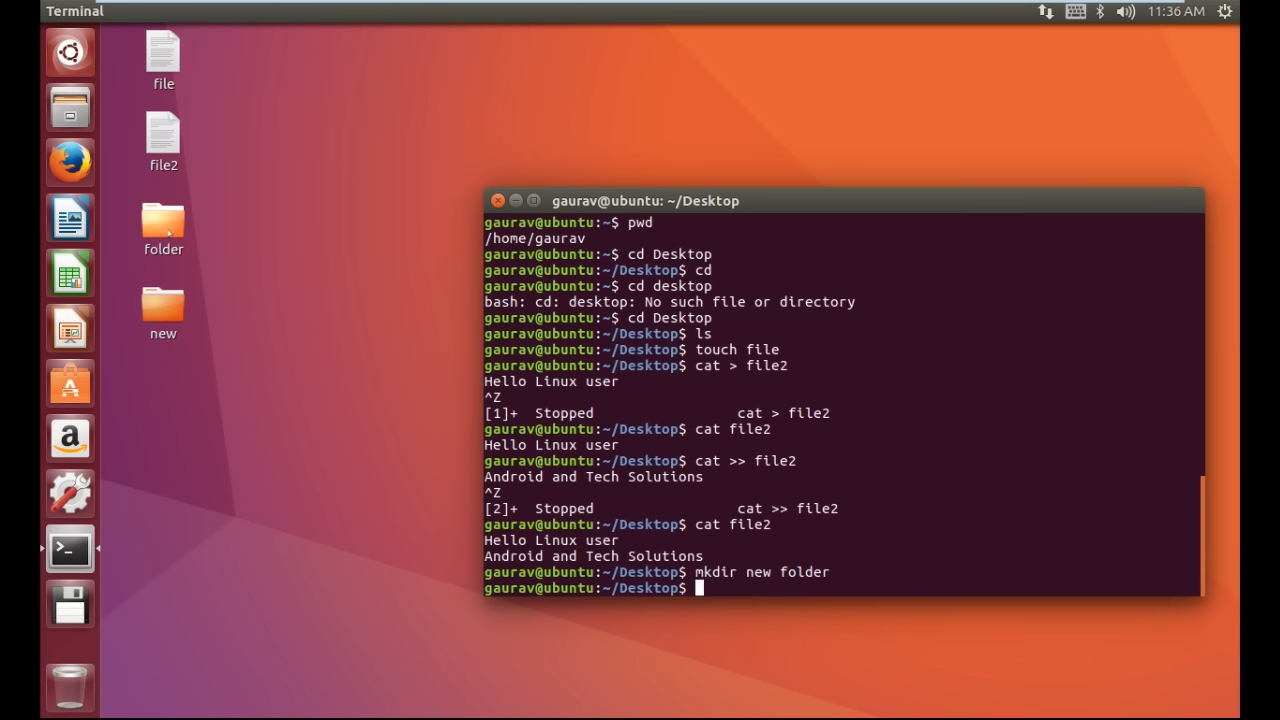 Terminal
11:36 AM
file
file2
folder
new
gaurav@ubuntu: ~/Desktop
gaurav@ubuntu:~$ pwd
/home/gaurav
gaurav@ubuntu:~$ cd Desktop
gaurav@ubuntu:~/Desktop$ cd
gaurav@ubuntu:~$ cd desktop
bash: cd: desktop: No such file or directory
gaurav@ubuntu:~$ cd Desktop
gaurav@ubuntu:~/Desktop$ ls
gaurav@ubuntu:~/Desktop$ touch file
gaurav@ubuntu:~/Desktop$ cat > file2
Hello Linux user
^Z
[1]+  Stopped                 cat > file2
gaurav@ubuntu:~/Desktop$ cat file2
Hello Linux user
gaurav@ubuntu:~/Desktop$ cat >> file2
Android and Tech Solutions
^Z
[2]+  Stopped                 cat >> file2
gaurav@ubuntu:~/Desktop$ cat file2
Hello Linux user
Android and Tech Solutions
gaurav@ubuntu:~/Desktop$ mkdir new folder
gaurav@ubuntu:~/Desktop$